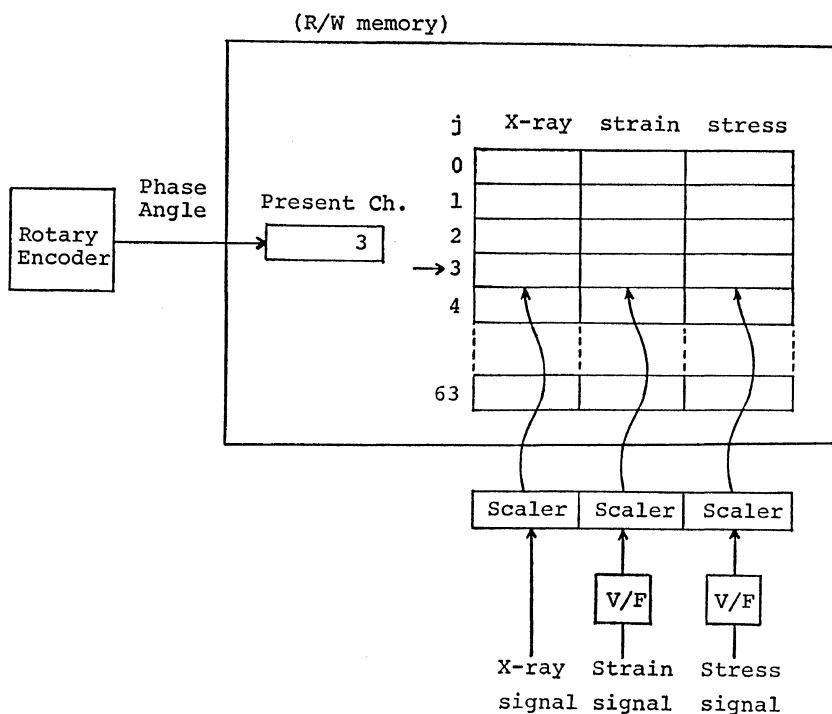 (R/W memory)
j X-ray strain stress
0
1
2
3
4
63
Phase
Angle
Present Ch.
3
Rotary
Encoder
Scaler Scaler Scaler
V/F V/F
X-ray Strain Stress
signal signal signal